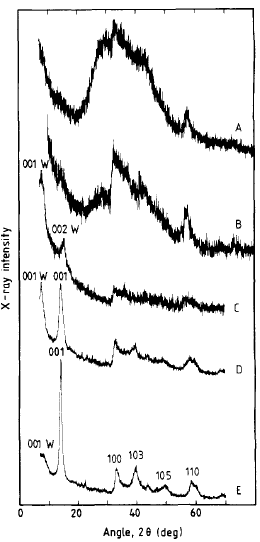 A
001 W
B
002 W
001 W 001
C
D
001
001 W
100 103 105 110
E
0 20 40 60
Angle, 2θ (deg)
X-ray intensity